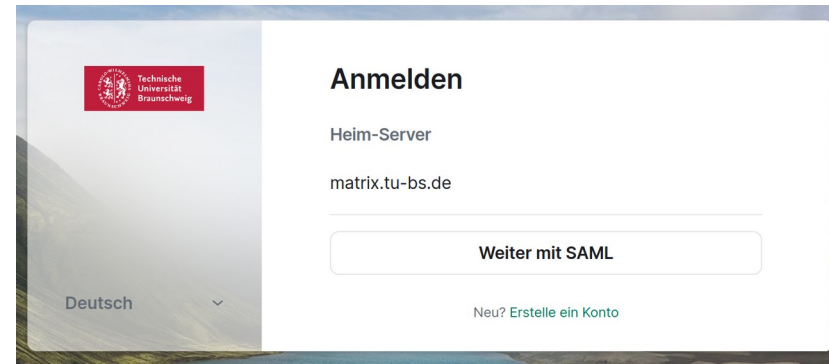 Technische
Universität
Braunschweig
Deutsch
Anmelden
Heim-Server
matrix.tu-bs.de
Weiter mit SAML
Neu? Erstelle ein Konto